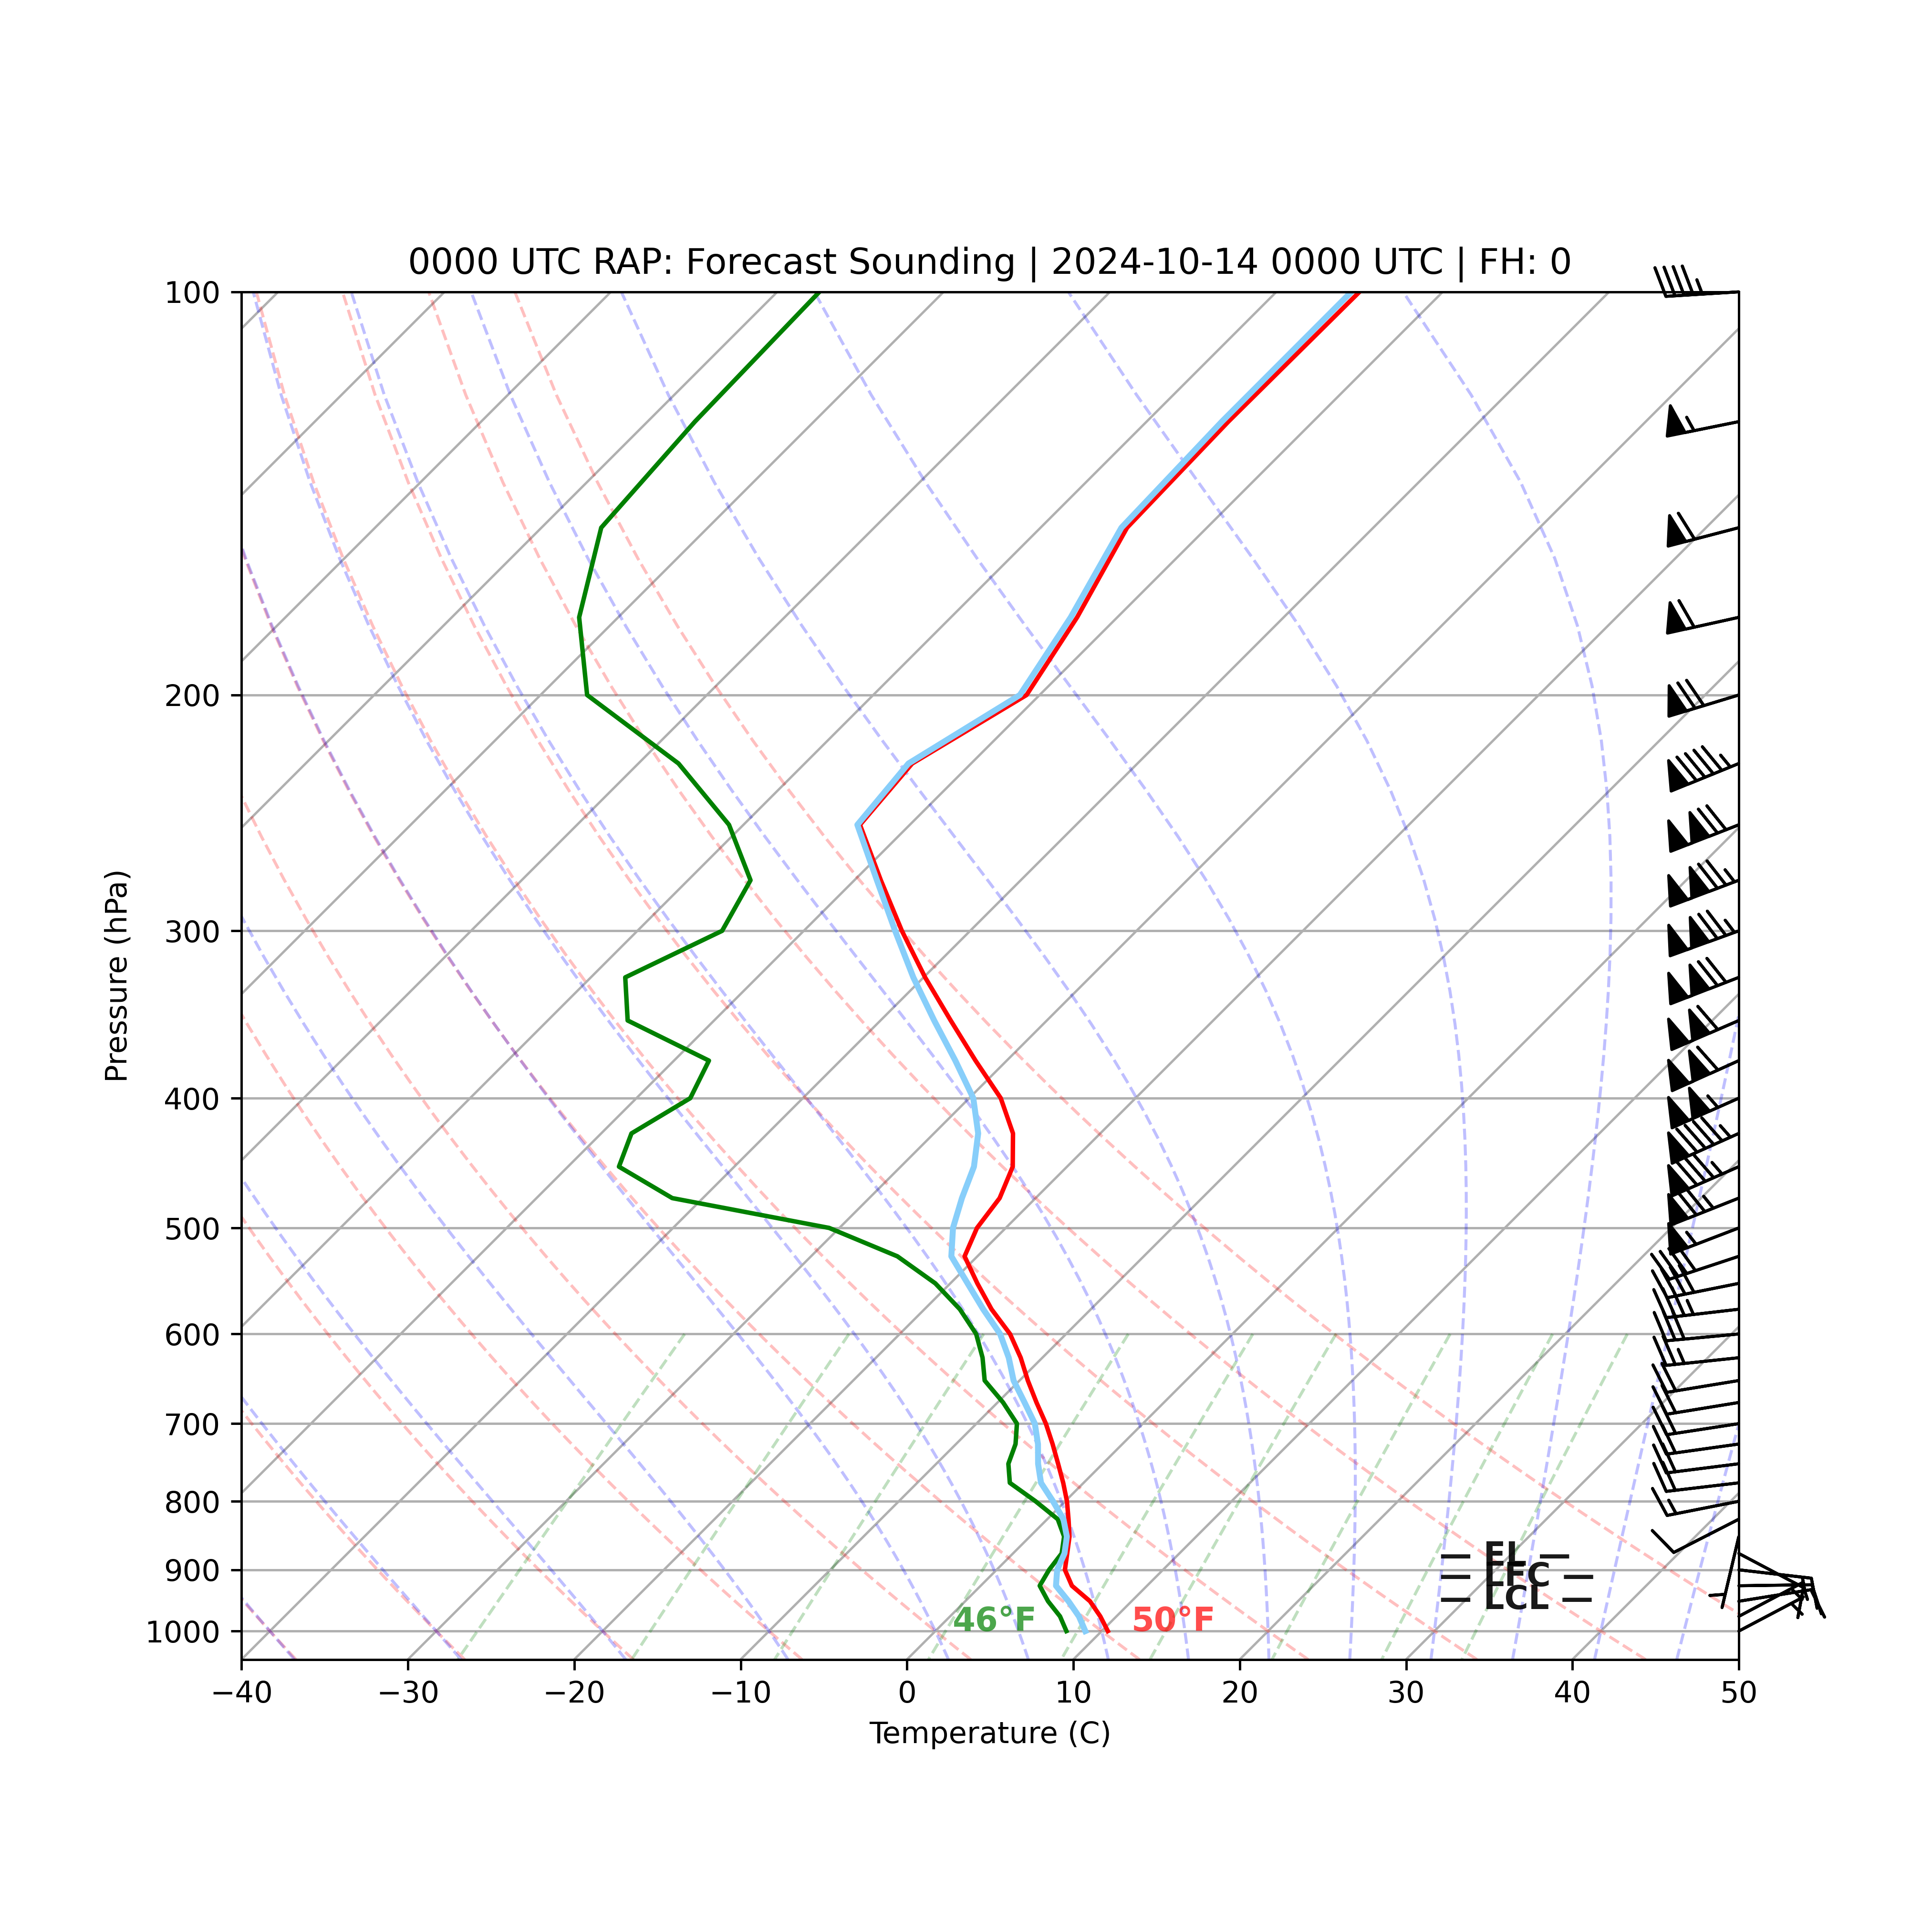 0000 UTC RAP: Forecast Sounding | 2024-10-14 0000 UTC | FH: 0
100
200
300
400
500
600
700
800
900
1000
Pressure (hPa)
— EL —
— LFC —
— LCL —
46°F 50°F
−40 −30 −20 −10 0 10 20 30 40 50
Temperature (C)